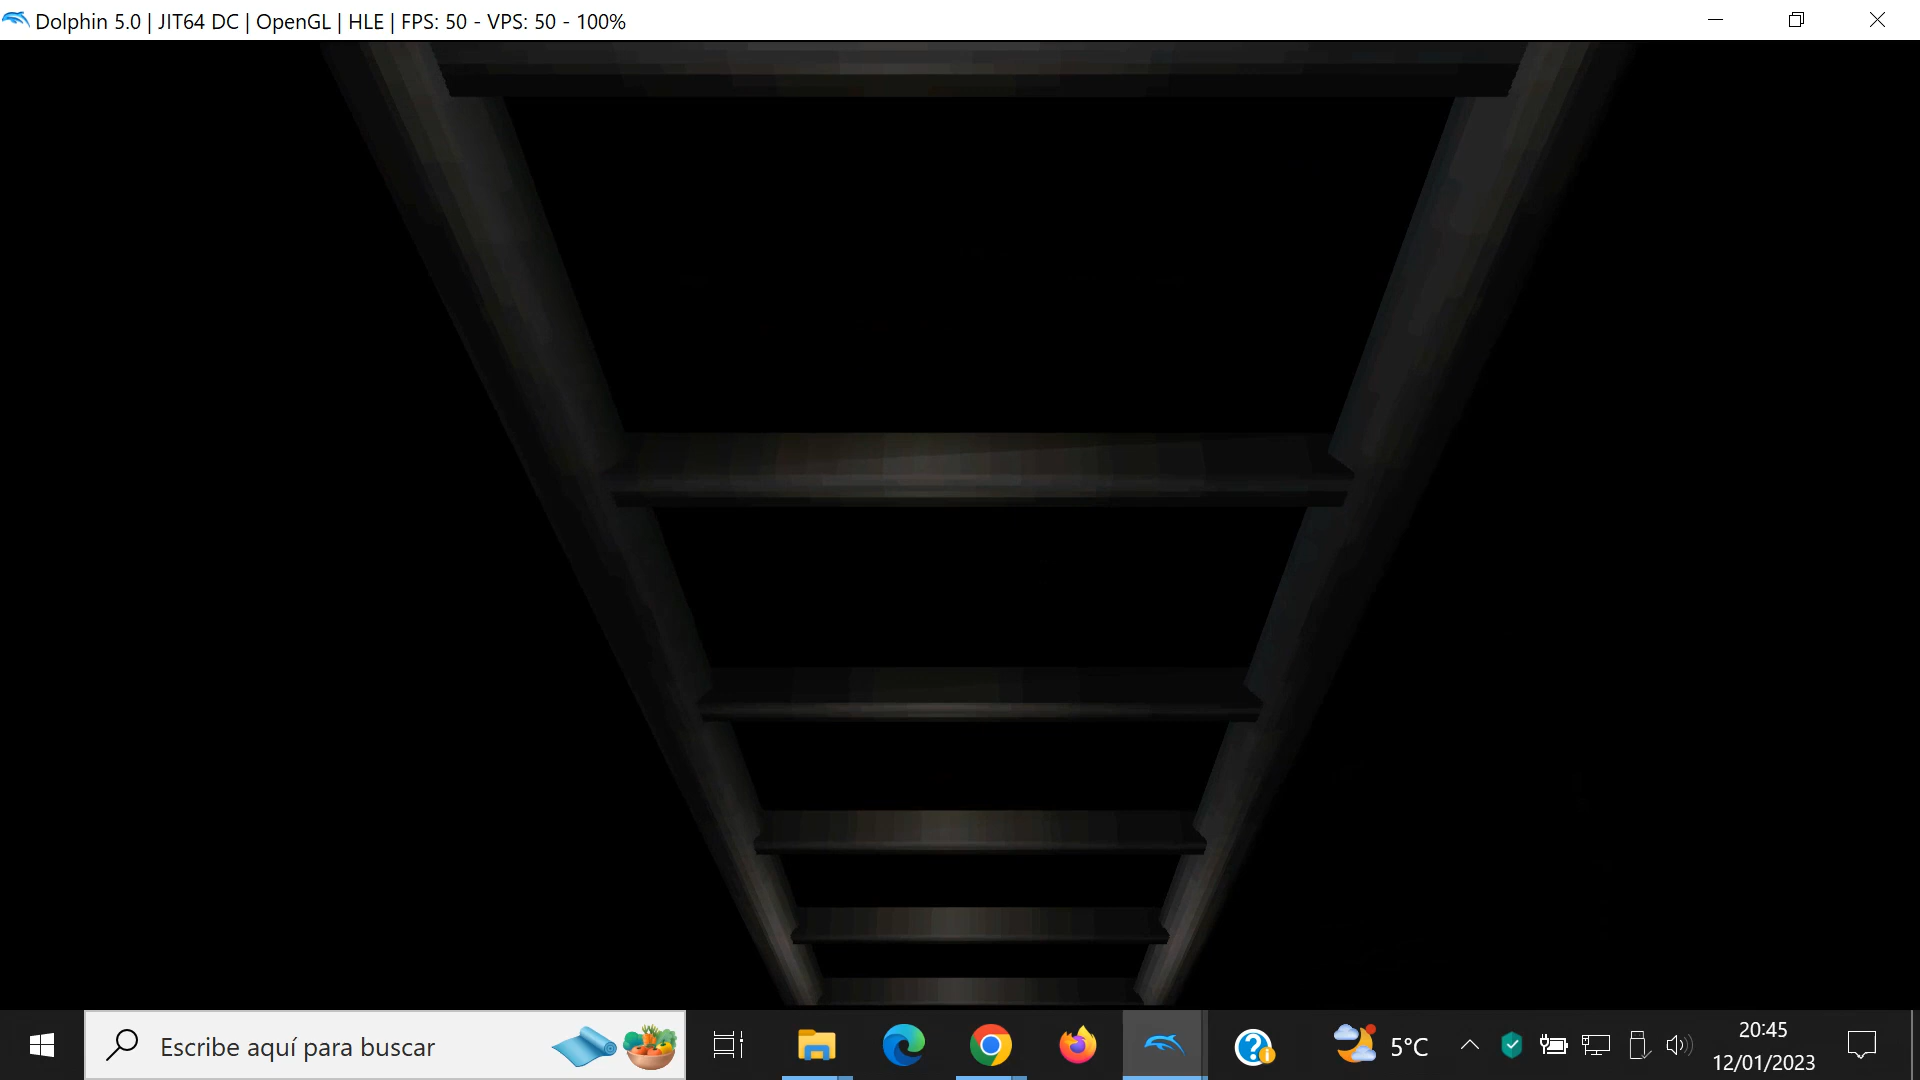 Dolphin 5.0 | JIT64 DC | OpenGL | HLE | FPS: 50 - VPS: 50 - 100%
Escribe aquí para buscar
5°C
20:45
12/01/2023